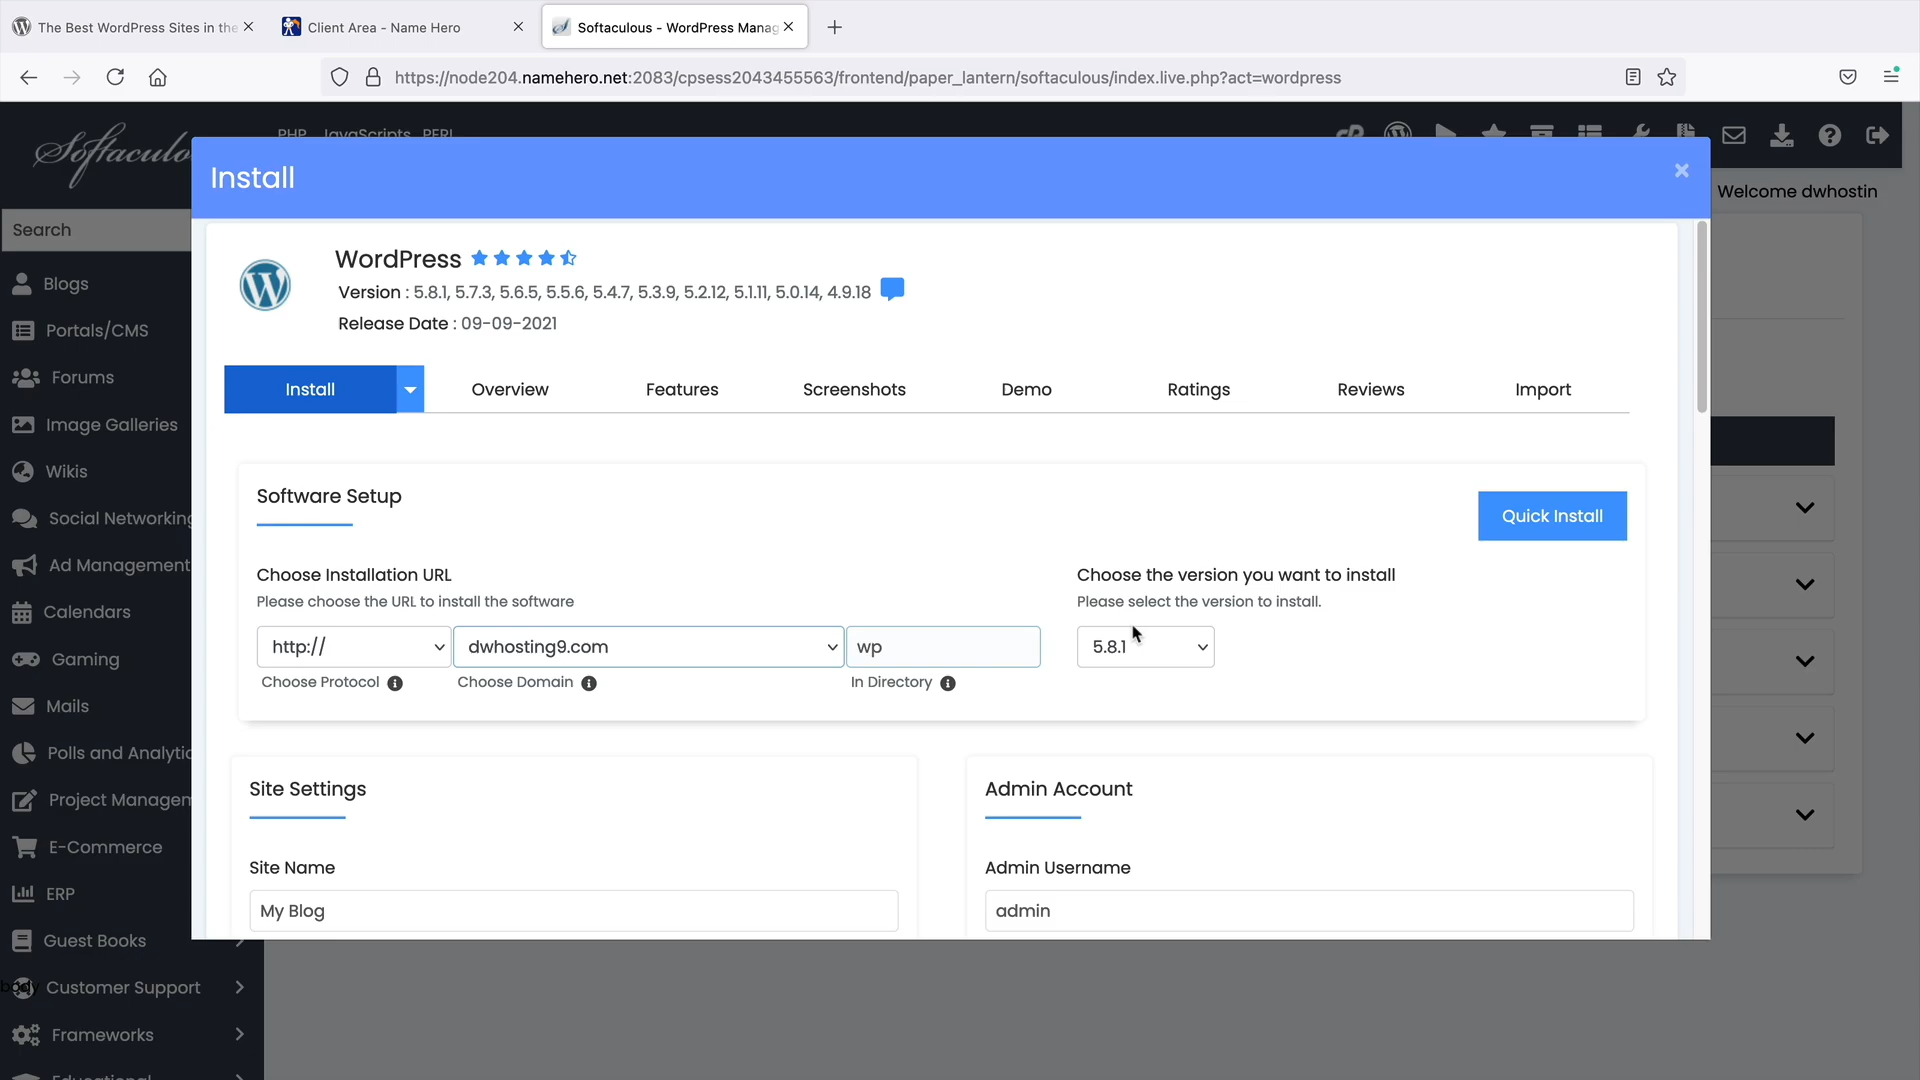 The Best WordPress Sites in the
Client Area - Name Hero
Softaculous - WordPress Manag
https://node204.namehero.net:2083/cpsess2043455563/frontend/paper_lantern/softaculous/index.live.php?act=wordpress
Softaculo
PHP JavaScripts PERL
Install
Welcome dwhostin
Search
WordPress
Version : 5.8.1, 5.7.3, 5.6.5, 5.5.6, 5.4.7, 5.3.9, 5.2.12, 5.1.11, 5.0.14, 4.9.18
Release Date : 09-09-2021
Blogs
Portals/CMS
Forums
Image Galleries
Wikis
Social Networking
Ad Management
Calendars
Gaming
Mails
Polls and Analytic
Project Managem
E-Commerce
ERP
Guest Books
Customer Support
Frameworks
Educational
Install Overview Features Screenshots Demo Ratings Reviews Import
Software Setup
Quick Install
Choose Installation URL
Please choose the URL to install the software
http:// dwhosting9.com wp
Choose Protocol Choose Domain In Directory
Choose the version you want to install
Please select the version to install.
5.8.1
Site Settings
Site Name
My Blog
Admin Account
Admin Username
admin